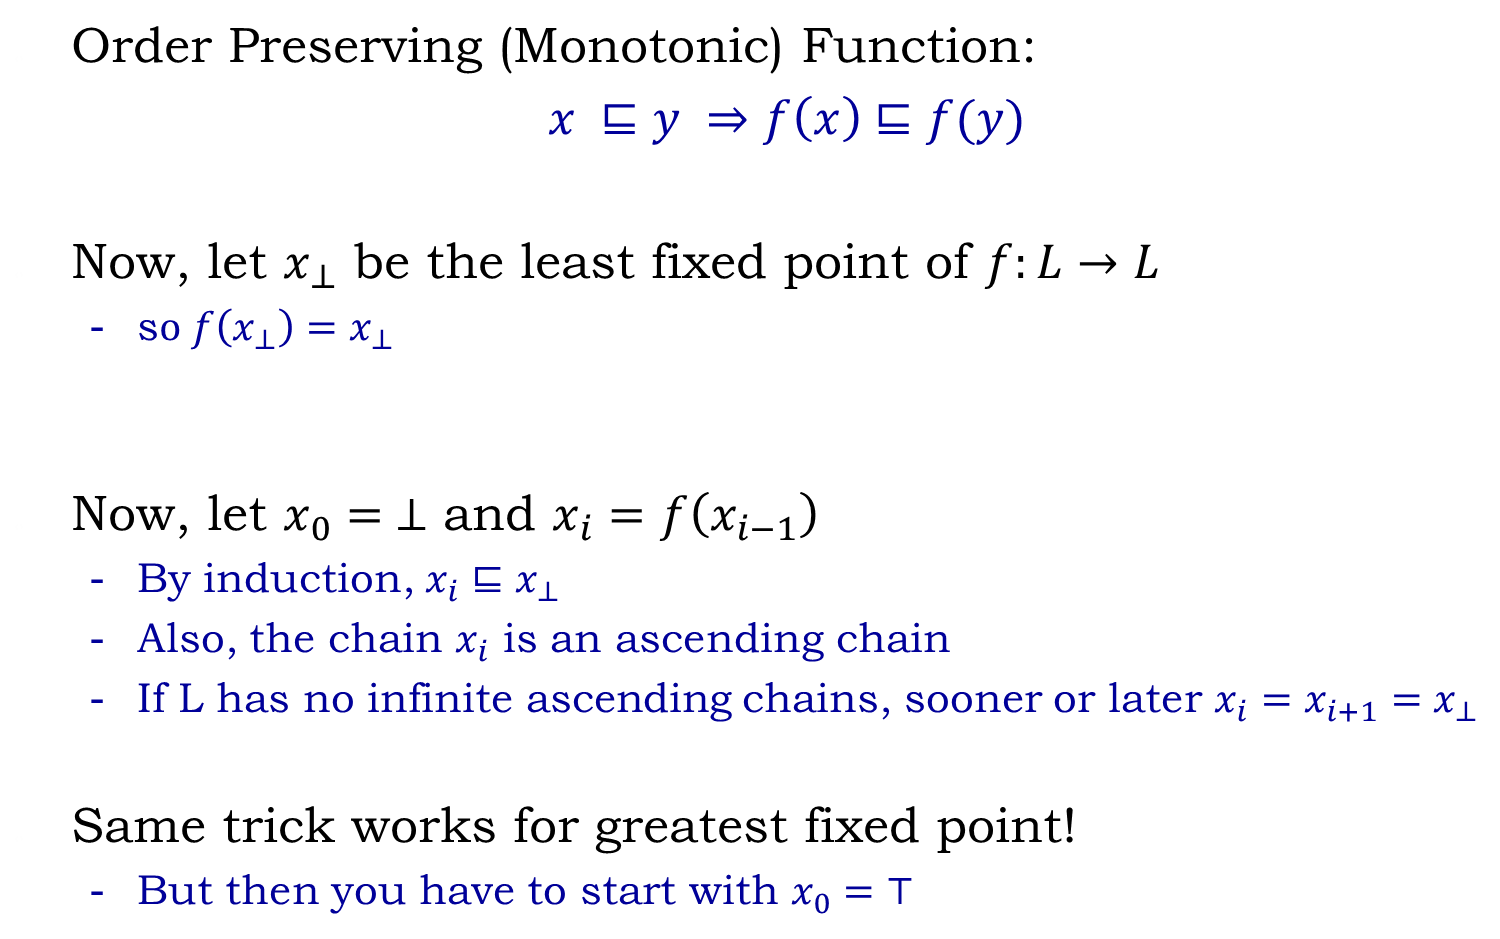 Order Preserving (Monotonic) Function:
x ⊑ y ⇒ f(x) ⊑ f(y)
Now, let x⊥ be the least fixed point of f: L → L
- so f(x⊥) = x⊥
Now, let x₀ = ⊥ and xᵢ = f(xᵢ₋₁)
- By induction, xᵢ ⊑ x⊥
- Also, the chain xᵢ is an ascending chain
- If L has no infinite ascending chains, sooner or later xᵢ = xᵢ₊₁ = x⊥
Same trick works for greatest fixed point!
- But then you have to start with x₀ = ⊤